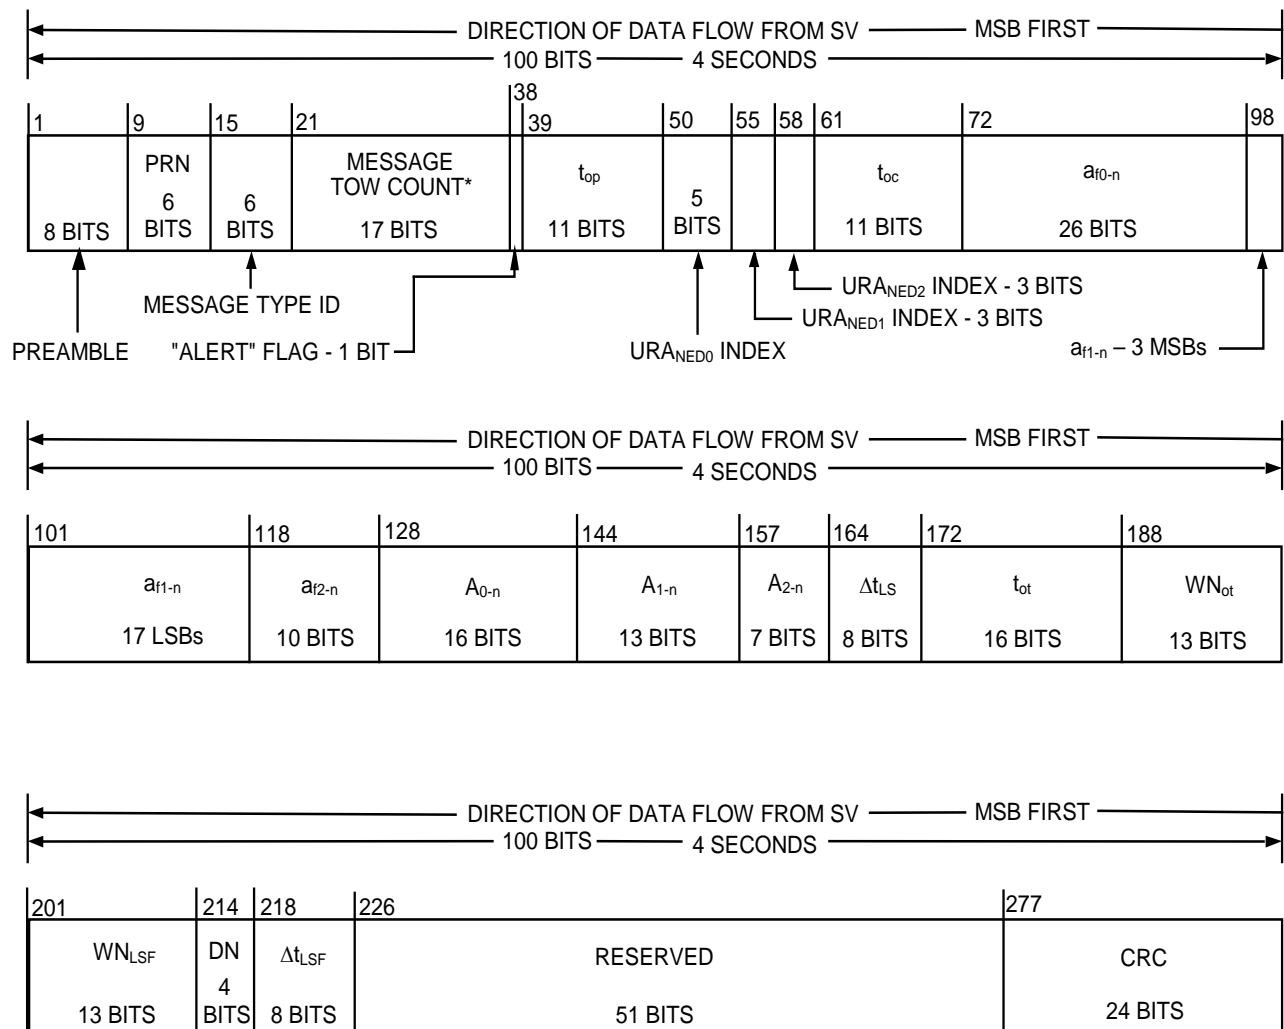 DIRECTION OF DATA FLOW FROM SV MSB FIRST
100 BITS 4 SECONDS
1 9 15 21 38 39 50 55 58 61 72 98
8 BITS
PRN
6
BITS
6
BITS
MESSAGE
TOW COUNT*
17 BITS
top
11 BITS
5
BITS
toc
11 BITS
af0-n
26 BITS
URANED2 INDEX - 3 BITS
MESSAGE TYPE ID
URANED1 INDEX - 3 BITS
PREAMBLE
"ALERT" FLAG - 1 BIT
URANED0 INDEX
af1-n – 3 MSBs
DIRECTION OF DATA FLOW FROM SV MSB FIRST
100 BITS 4 SECONDS
101 118 128 144 157 164 172 188
af1-n
17 LSBs
af2-n
10 BITS
A0-n
16 BITS
A1-n
13 BITS
A2-n
7 BITS
ΔtLS
8 BITS
tot
16 BITS
WNot
13 BITS
DIRECTION OF DATA FLOW FROM SV MSB FIRST
100 BITS 4 SECONDS
201 214 218 226 277
WNLSF
13 BITS
DN
4
BITS
ΔtLSF
8 BITS
RESERVED
51 BITS
CRC
24 BITS